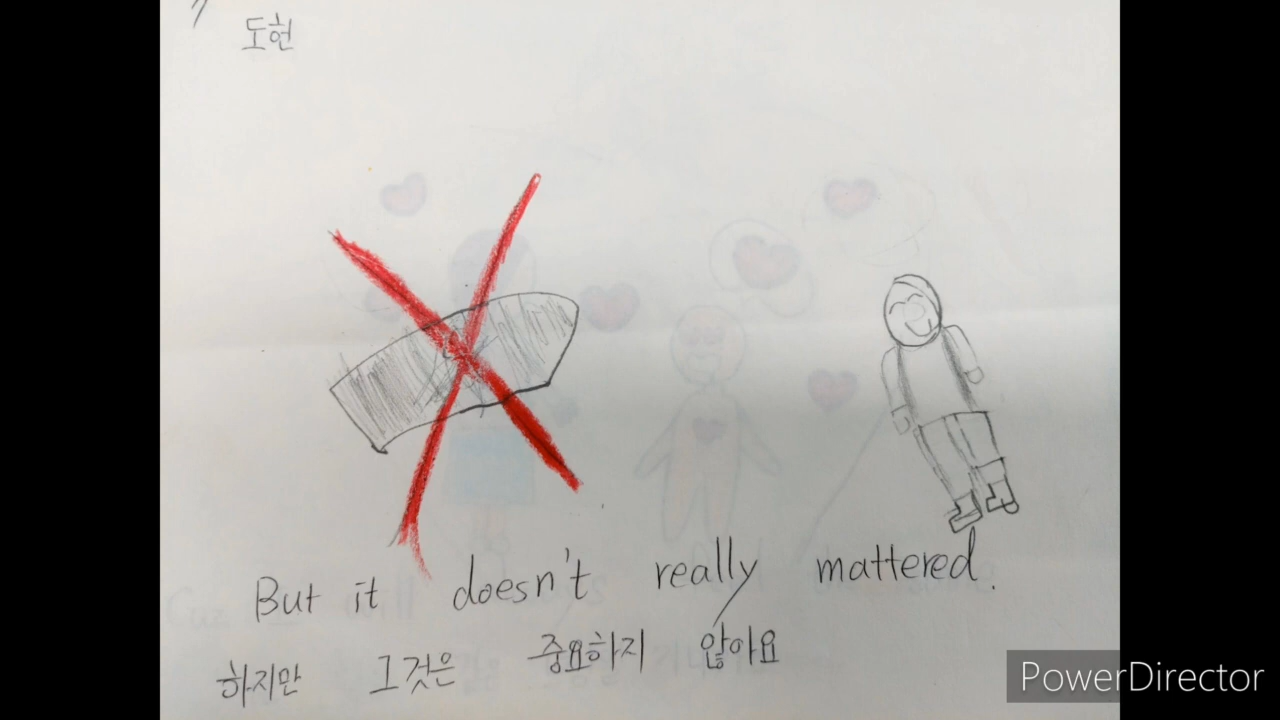 7
도헌
But it doesn't really mattered.
하지만 그것은 중요하지 않아요
PowerDirector